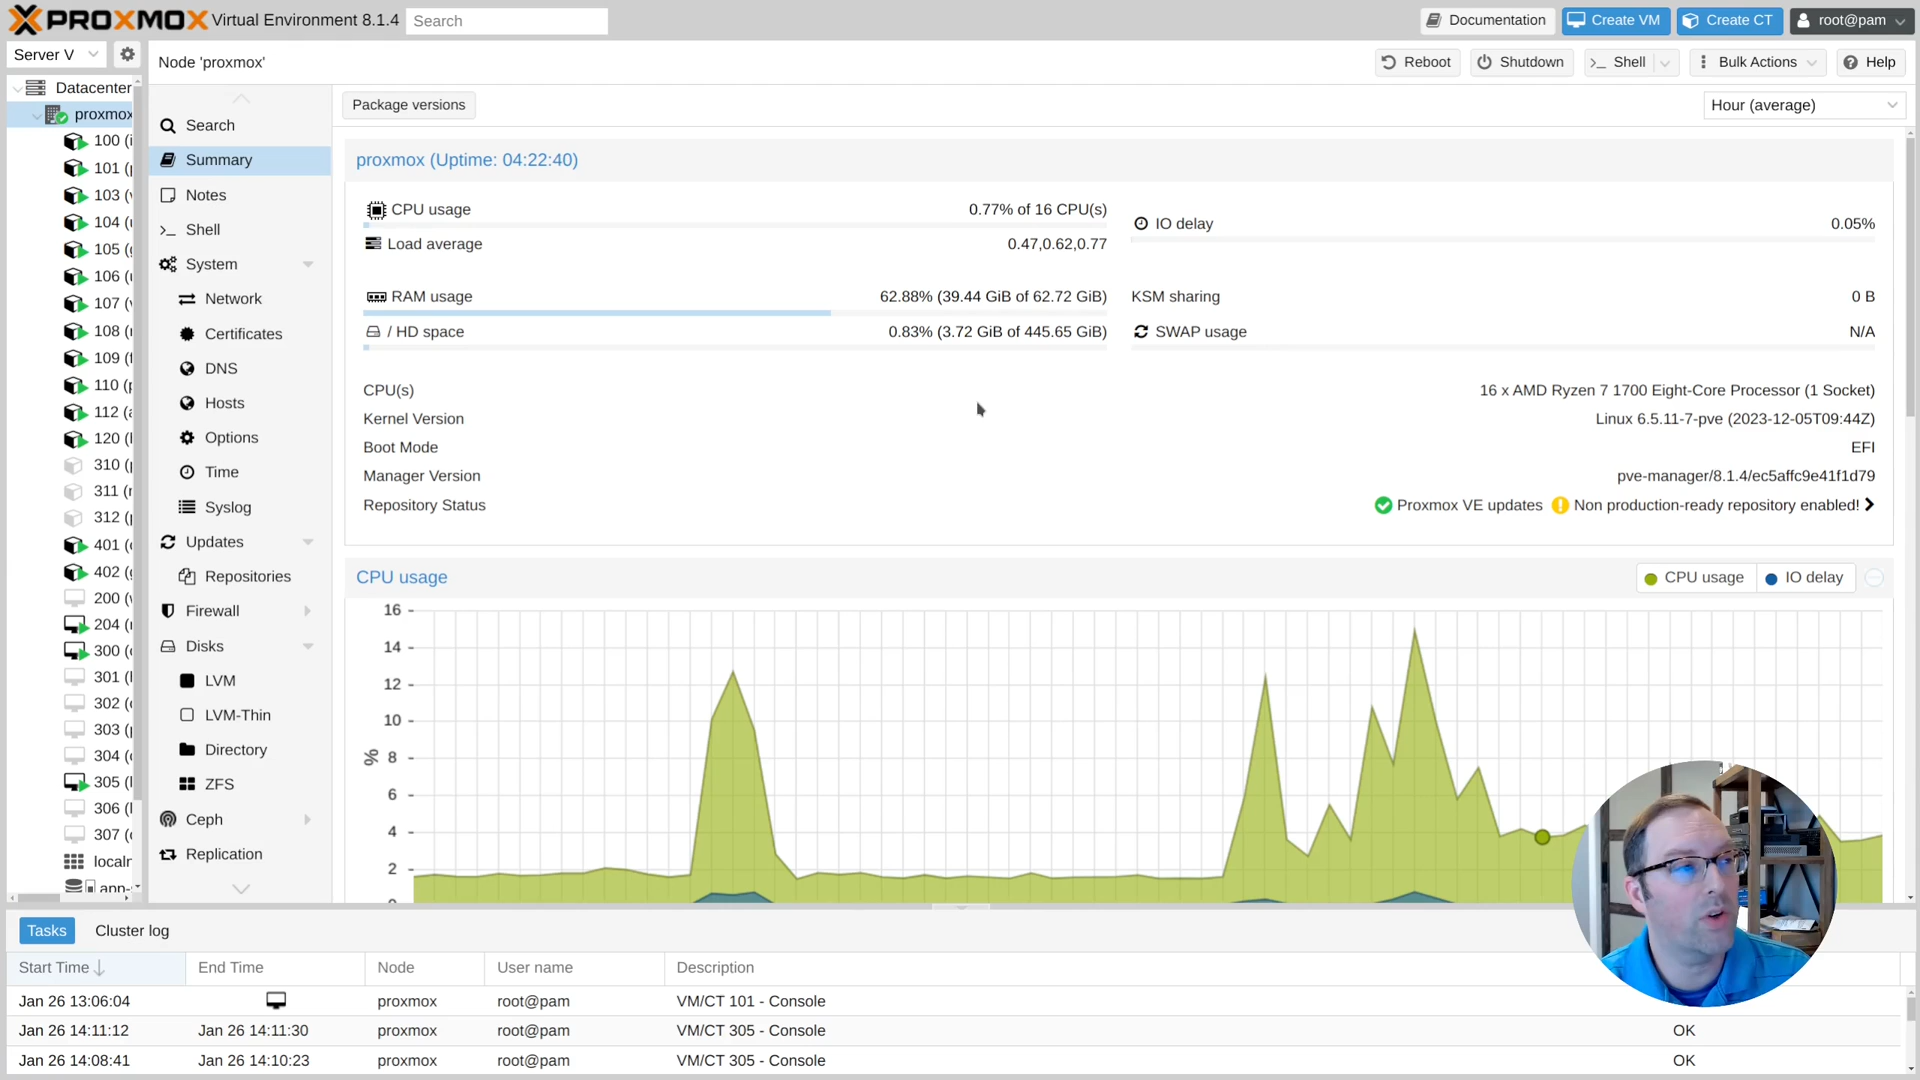 PROXMOX Virtual Environment 8.1.4 Search
Documentation Create VM Create CT root@pam
Server V
Node 'proxmox'
Reboot Shutdown >_ Shell Bulk Actions Help
Datacenter
proxmox
100 (i
101 (
103 (
104 (
105 (
106 (
107 (
108 (
109 (
110 (
112 (
120 (
310 (
311 (
312 (
401 (
402 (
200 (
204 (
300 (
301 (
302 (
303 (
304 (
305 (
306 (
307 (
localn
app-
Search
Summary
Notes
>_ Shell
System
Network
Certificates
DNS
Hosts
Options
Time
Syslog
Updates
Repositories
Firewall
Disks
LVM
LVM-Thin
Directory
ZFS
Ceph
Replication
Package versions
Hour (average)
proxmox (Uptime: 04:22:40)
CPU usage 0.77% of 16 CPU(s)
IO delay 0.05%
Load average 0.47,0.62,0.77
RAM usage 62.88% (39.44 GiB of 62.72 GiB)
KSM sharing 0 B
/ HD space 0.83% (3.72 GiB of 445.65 GiB)
SWAP usage N/A
CPU(s) 16 x AMD Ryzen 7 1700 Eight-Core Processor (1 Socket)
Kernel Version Linux 6.5.11-7-pve (2023-12-05T09:44Z)
Boot Mode EFI
Manager Version pve-manager/8.1.4/ec5affc9e41f1d79
Repository Status Proxmox VE updates Non production-ready repository enabled!
CPU usage
CPU usage IO delay
16
14
12
10
8
6
4
2
0
%
Tasks Cluster log
Start Time End Time Node User name Description
Jan 26 13:06:04 proxmox root@pam VM/CT 101 - Console
Jan 26 14:11:12 Jan 26 14:11:30 proxmox root@pam VM/CT 305 - Console OK
Jan 26 14:08:41 Jan 26 14:10:23 proxmox root@pam VM/CT 305 - Console OK